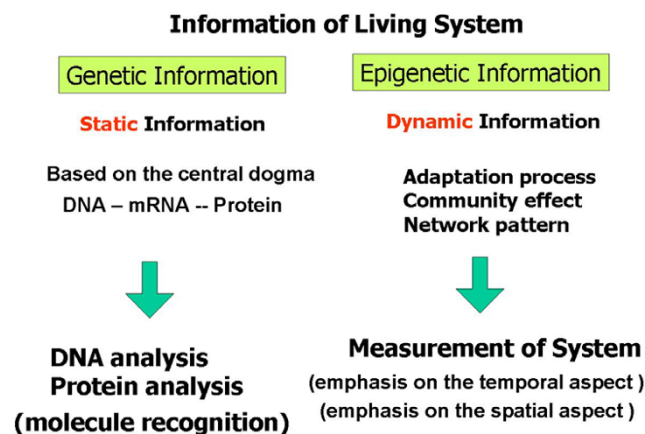 Information of Living System
Genetic Information
Static Information
Based on the central dogma
DNA – mRNA -- Protein
DNA analysis
Protein analysis
(molecule recognition)
Epigenetic Information
Dynamic Information
Adaptation process
Community effect
Network pattern
Measurement of System
(emphasis on the temporal aspect )
(emphasis on the spatial aspect )